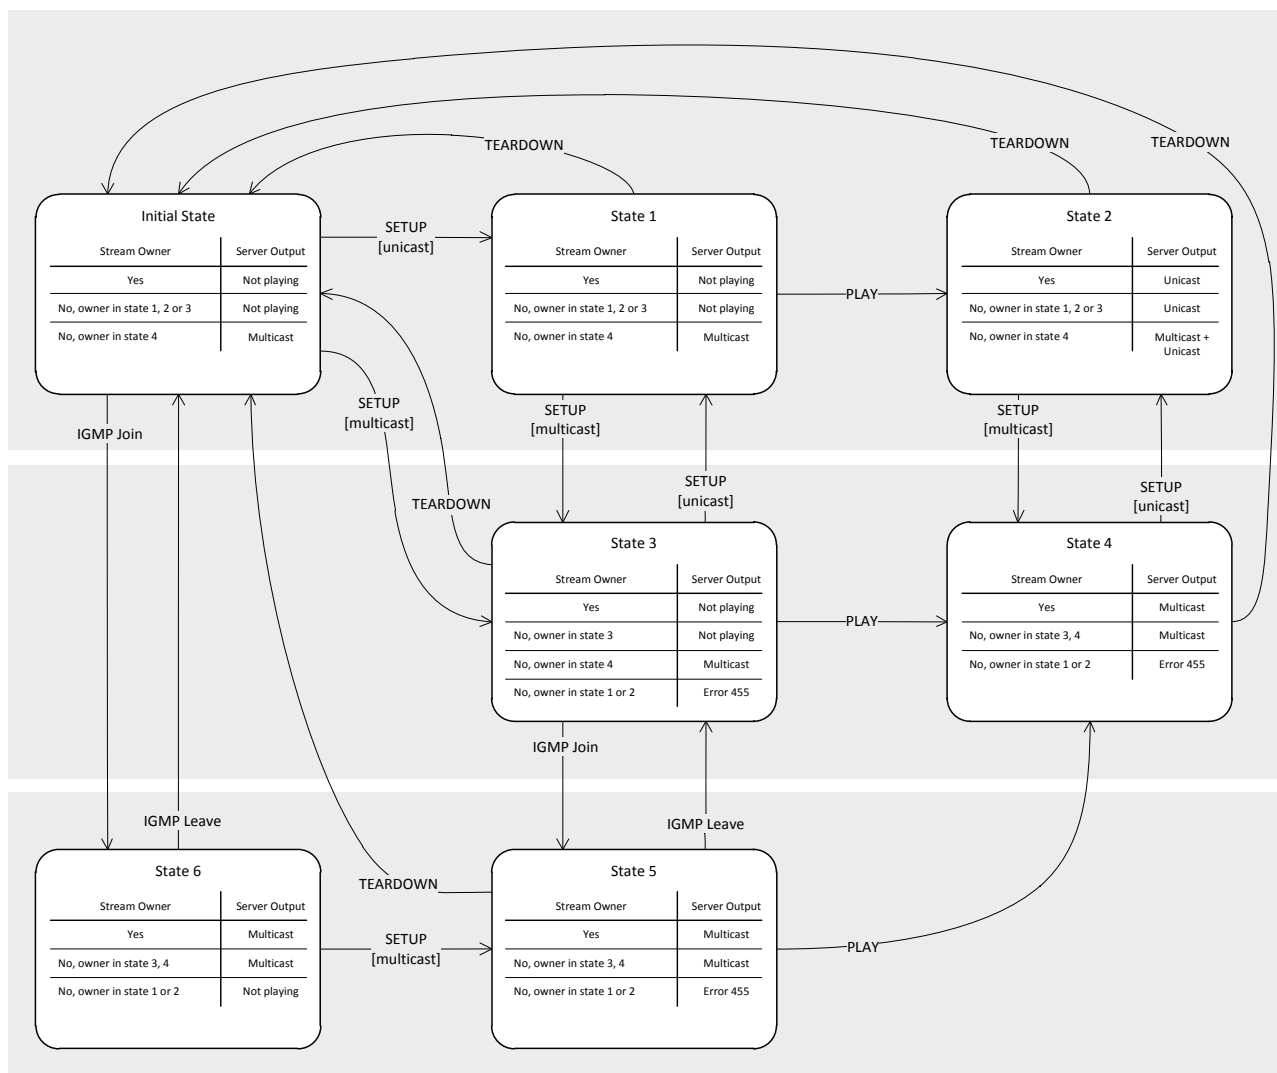 TEARDOWN
TEARDOWN
TEARDOWN
Initial State
Stream Owner Server Output
Yes Not playing
No, owner in state 1, 2 or 3 Not playing
No, owner in state 4 Multicast
SETUP
[unicast]
State 1
Stream Owner Server Output
Yes Not playing
No, owner in state 1, 2 or 3 Not playing
No, owner in state 4 Multicast
PLAY
State 2
Stream Owner Server Output
Yes Unicast
No, owner in state 1, 2 or 3 Unicast
No, owner in state 4 Multicast +
Unicast
IGMP Join
SETUP
[multicast]
SETUP
[multicast]
SETUP
[multicast]
TEARDOWN
SETUP
[unicast]
SETUP
[unicast]
State 3
Stream Owner Server Output
Yes Not playing
No, owner in state 3 Not playing
No, owner in state 4 Multicast
No, owner in state 1 or 2 Error 455
PLAY
State 4
Stream Owner Server Output
Yes Multicast
No, owner in state 3, 4 Multicast
No, owner in state 1 or 2 Error 455
IGMP Join
IGMP Leave
IGMP Leave
State 6
Stream Owner Server Output
Yes Multicast
No, owner in state 3, 4 Multicast
No, owner in state 1 or 2 Not playing
TEARDOWN
SETUP
[multicast]
State 5
Stream Owner Server Output
Yes Multicast
No, owner in state 3, 4 Multicast
No, owner in state 1 or 2 Error 455
PLAY